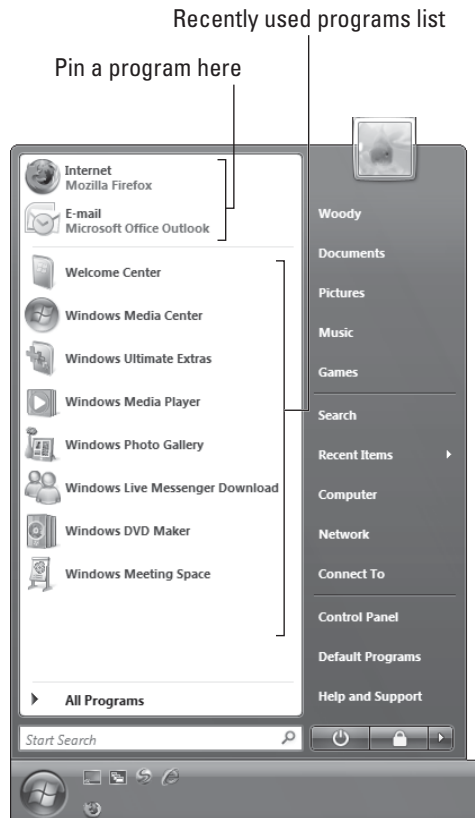 Recently used programs list
Pin a program here
Internet
Mozilla Firefox
E-mail
Microsoft Office Outlook
Welcome Center
Windows Media Center
Windows Ultimate Extras
Windows Media Player
Windows Photo Gallery
Windows Live Messenger Download
Windows DVD Maker
Windows Meeting Space
All Programs
Start Search
Woody
Documents
Pictures
Music
Games
Search
Recent Items
Computer
Network
Connect To
Control Panel
Default Programs
Help and Support